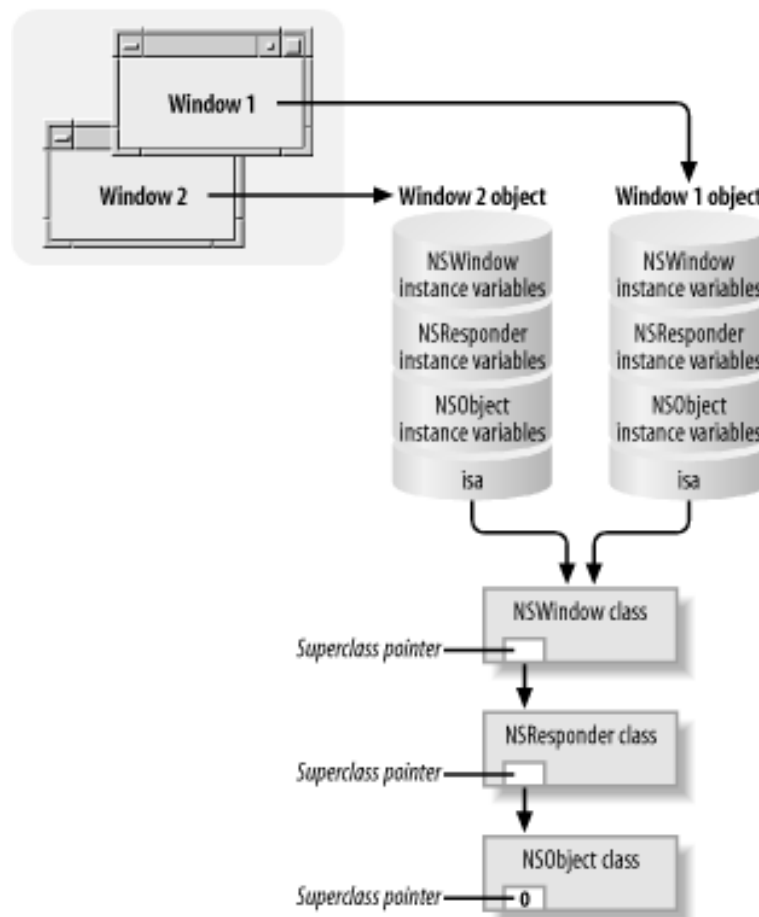 Window 1
Window 2
Window 2 object
Window 1 object
NSWindow
instance variables
NSWindow
instance variables
NSResponder
instance variables
NSResponder
instance variables
NSObject
instance variables
NSObject
instance variables
isa
isa
NSWindow class
Superclass pointer
NSResponder class
Superclass pointer
NSObject class
Superclass pointer
0